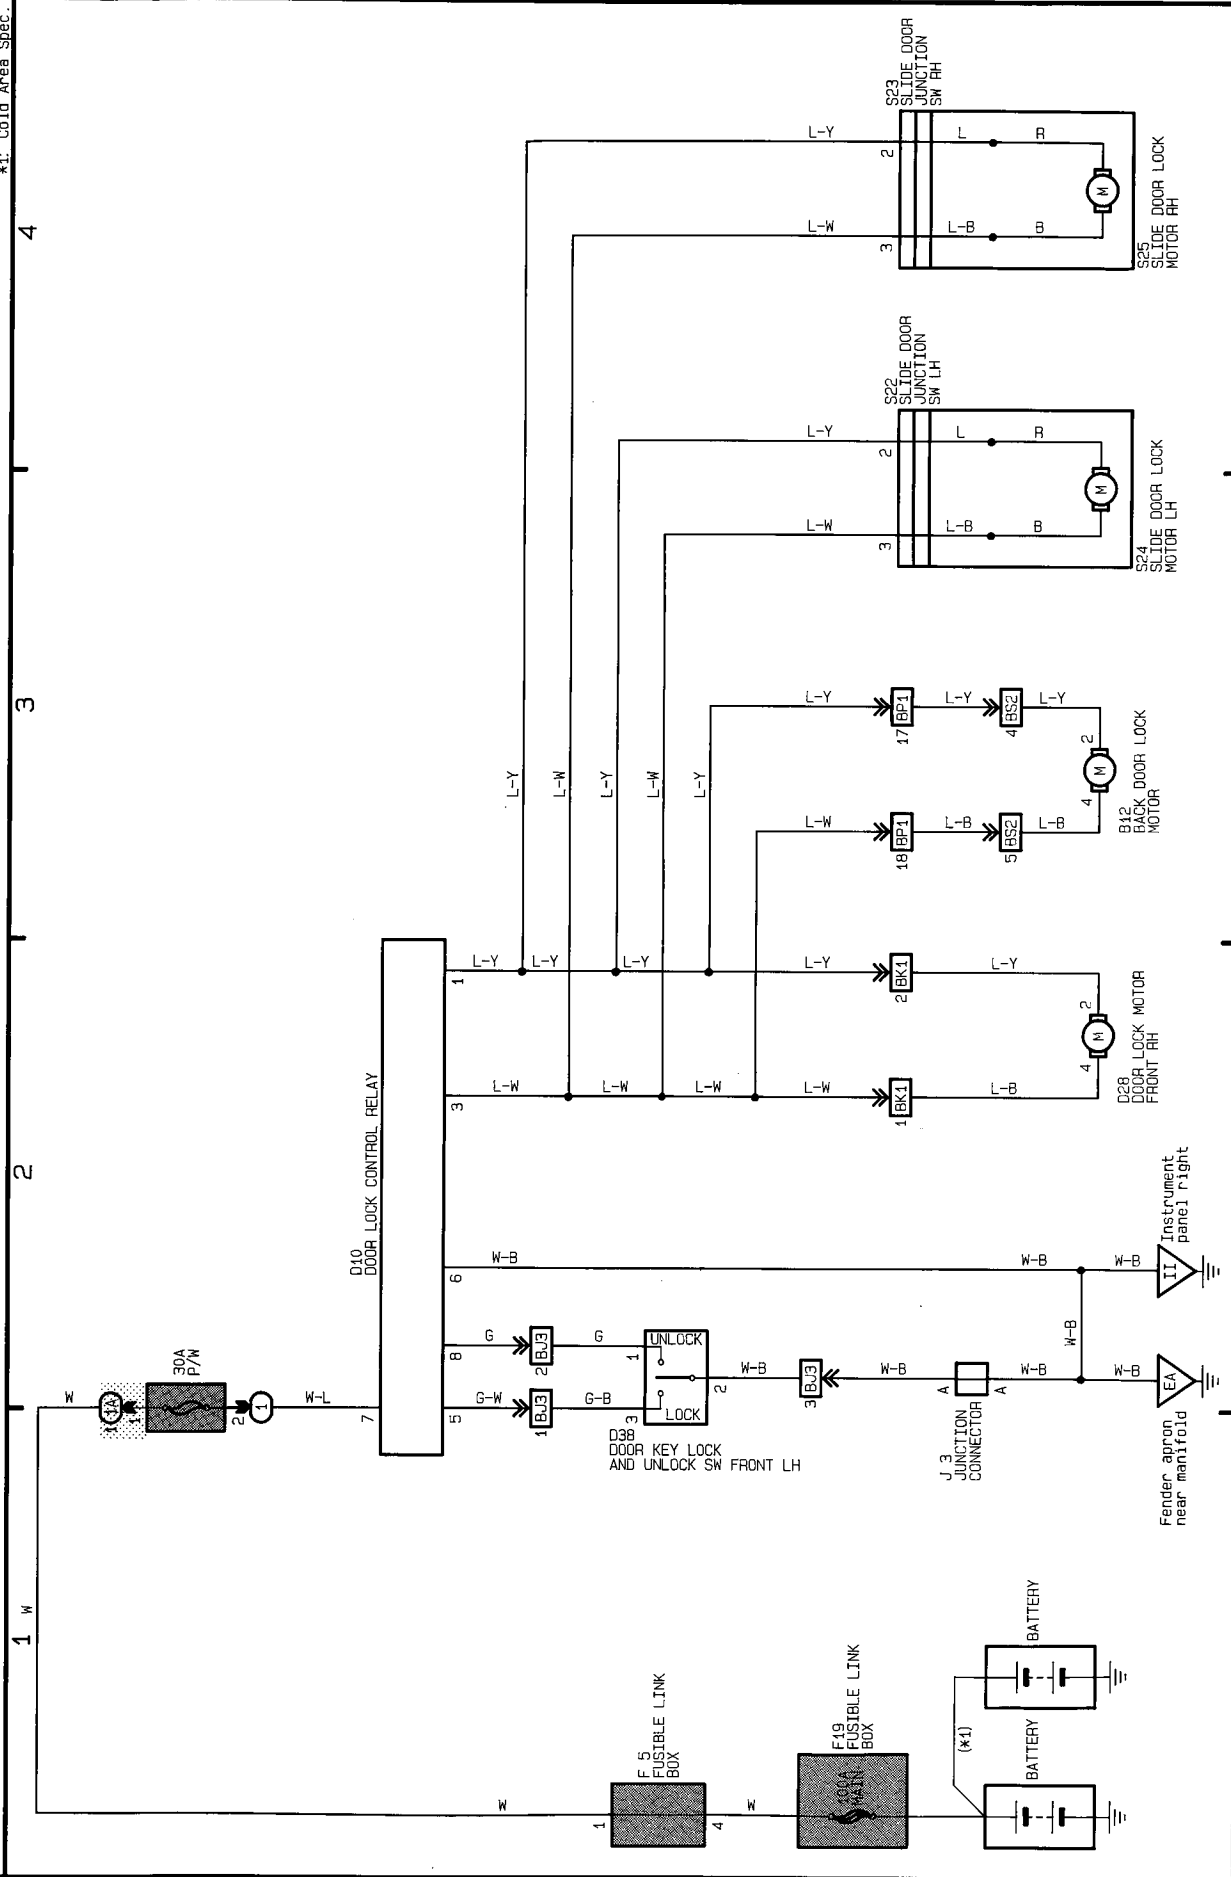 *1: Cold Area Spec.
1
2
3
4
W
W
1A
1
30A
P/W
2
1
W-L
7
D10
DOOR LOCK CONTROL RELAY
5
8
6
3
1
G-W
G
W-B
L-W
L-Y
L-Y
L-Y
L-W
L-W
L-Y
L-W
L-Y
L-W
L-Y
1
BJ3
2
BJ3
G-B
G
3
1
LOCK
UNLOCK
2
D38
DOOR KEY LOCK
AND UNLOCK SW FRONT LH
W-B
3
BJ3
W-B
A
A
J 3
JUNCTION
CONNECTOR
W-B
W-B
W-B
W-B
W-B
EA
II
Fender apron
near manifold
Instrument
panel right
L-W
L-Y
1
BK1
2
BK1
L-B
L-Y
4
M
2
D28
DOOR LOCK MOTOR
FRONT RH
L-W
L-Y
18
BP1
17
BP1
L-B
L-Y
5
BS2
4
BS2
L-B
L-Y
4
M
2
B12
BACK DOOR LOCK
MOTOR
L-W
L-Y
3
2
S22
SLIDE DOOR
JUNCTION
SW LH
L-B
L
B
R
M
S24
SLIDE DOOR LOCK
MOTOR LH
L-W
L-Y
3
2
S23
SLIDE DOOR
JUNCTION
SW RH
L-B
L
B
R
M
S25
SLIDE DOOR LOCK
MOTOR RH
W
1
4
F 5
FUSIBLE LINK
BOX
W
100A
MAIN
F19
FUSIBLE LINK
BOX
(*1)
BATTERY
BATTERY